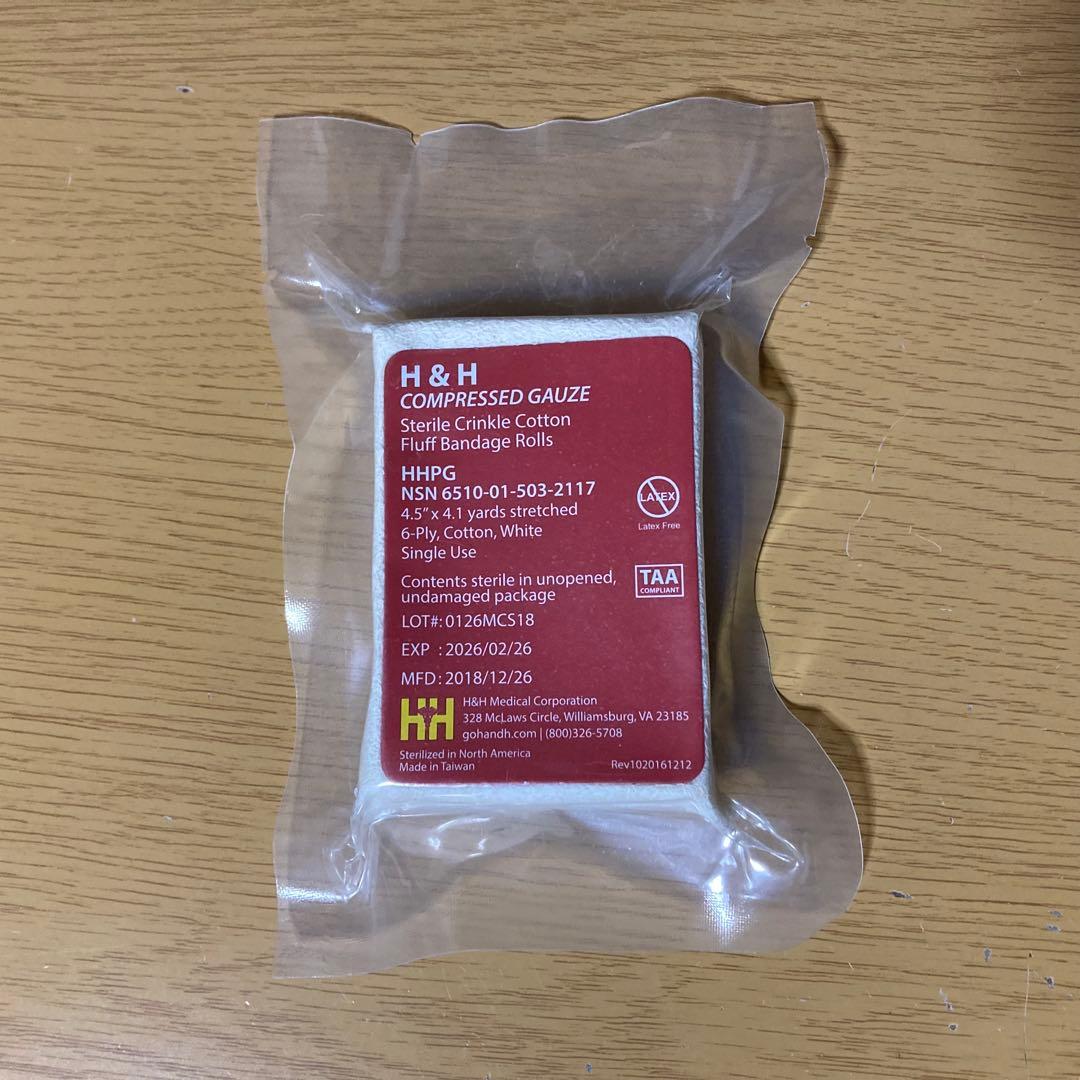 H & H
COMPRESSED GAUZE
Sterile Crinkle Cotton
Fluff Bandage Rolls
HHPG
NSN 6510-01-503-2117
4.5" x 4.1 yards stretched
6-Ply, Cotton, White
Single Use
LATEX
Latex Free
Contents sterile in unopened,
undamaged package
TAA
COMPLIANT
LOT#: 0126MCS18
EXP : 2026/02/26
MFD : 2018/12/26
HH
H&H Medical Corporation
328 McLaws Circle, Williamsburg, VA 23185
gohandh.com | (800)326-5708
Sterilized in North America
Made in Taiwan
Rev1020161212